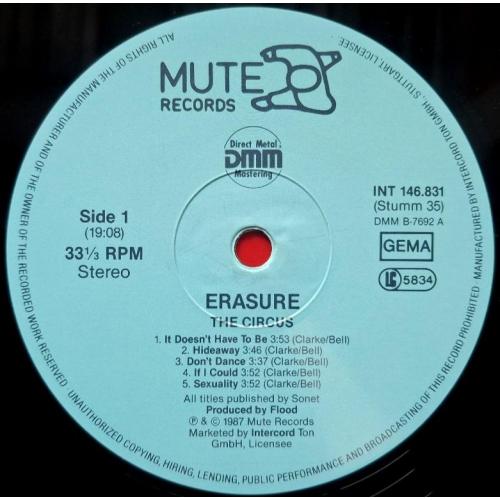 MUTE
RECORDS
Direct Metal
DMM
Mastering
INT 146.831
(Stumm 35)
DMM B-7692 A
GEMA
LC 5834
Side 1
(19:08)
33⅓ RPM
Stereo
ERASURE
THE CIRCUS
1. It Doesn't Have To Be 3:53 (Clarke/Bell)
2. Hideaway 3:46 (Clarke/Bell)
3. Don't Dance 3:37 (Clarke/Bell)
4. If I Could 3:52 (Clarke/Bell)
5. Sexuality 3:52 (Clarke/Bell)
All titles published by Sonet
Produced by Flood
℗ & © 1987 Mute Records
Marketed by Intercord Ton
GmbH, Licensee
ALL RIGHTS OF THE MANUFACTURER AND OF THE OWNER OF THE RECORDED WORK RESERVED · UNAUTHORIZED COPYING, HIRING, LENDING, PUBLIC PERFORMANCE AND BROADCASTING OF THIS RECORD PROHIBITED · MANUFACTURED BY INTERCORD TON GMBH, STUTTGART, LICENSEE